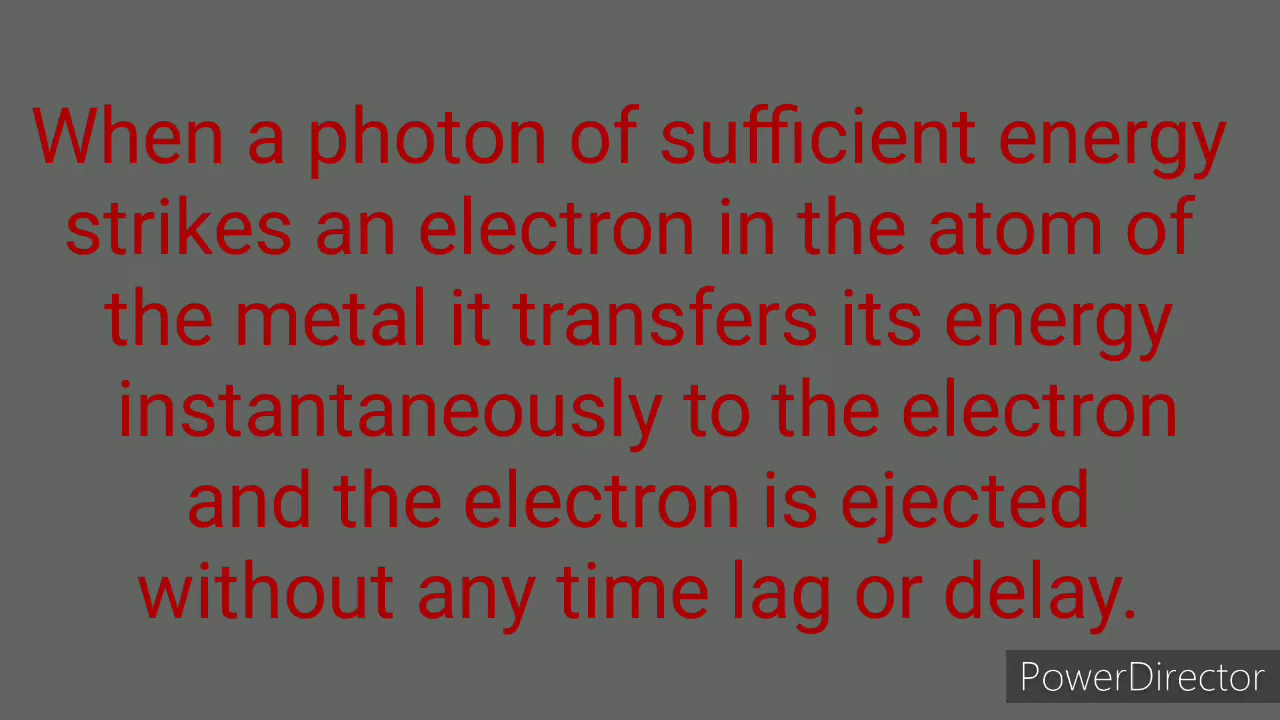 When a photon of sufficient energy
strikes an electron in the atom of
the metal it transfers its energy
instantaneously to the electron
and the electron is ejected
without any time lag or delay.
PowerDirector